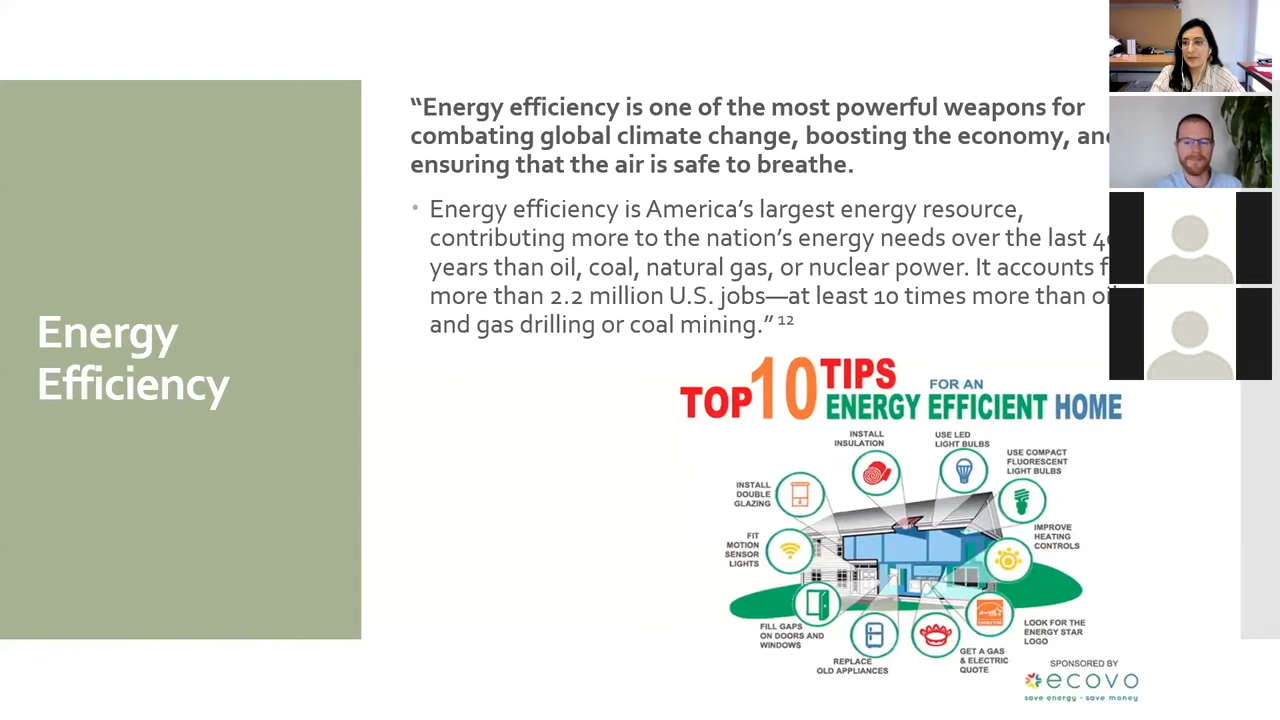 Energy
Efficiency
“Energy efficiency is one of the most powerful weapons for
combating global climate change, boosting the economy,
ensuring that the air is safe to breathe.
• Energy efficiency is America’s largest energy resource,
contributing more to the nation’s energy needs over the last
years than oil, coal, natural gas, or nuclear power. It accounts
more than 2.2 million U.S. jobs—at least 10 times more than
and gas drilling or coal mining.” 12
TOP 10 TIPS
FOR AN
ENERGY EFFICIENT HOME
INSTALL
INSULATION
USE LED
LIGHT BULBS
USE COMPACT
FLUORESCENT
LIGHT BULBS
INSTALL
DOUBLE
GLAZING
IMPROVE
HEATING
CONTROLS
FIT
MOTION
SENSOR
LIGHTS
FILL GAPS
ON DOORS AND
WINDOWS
LOOK FOR THE
ENERGY STAR
LOGO
REPLACE
OLD APPLIANCES
GET A GAS
& ELECTRIC
QUOTE
SPONSORED BY
ecovo
save energy - save money